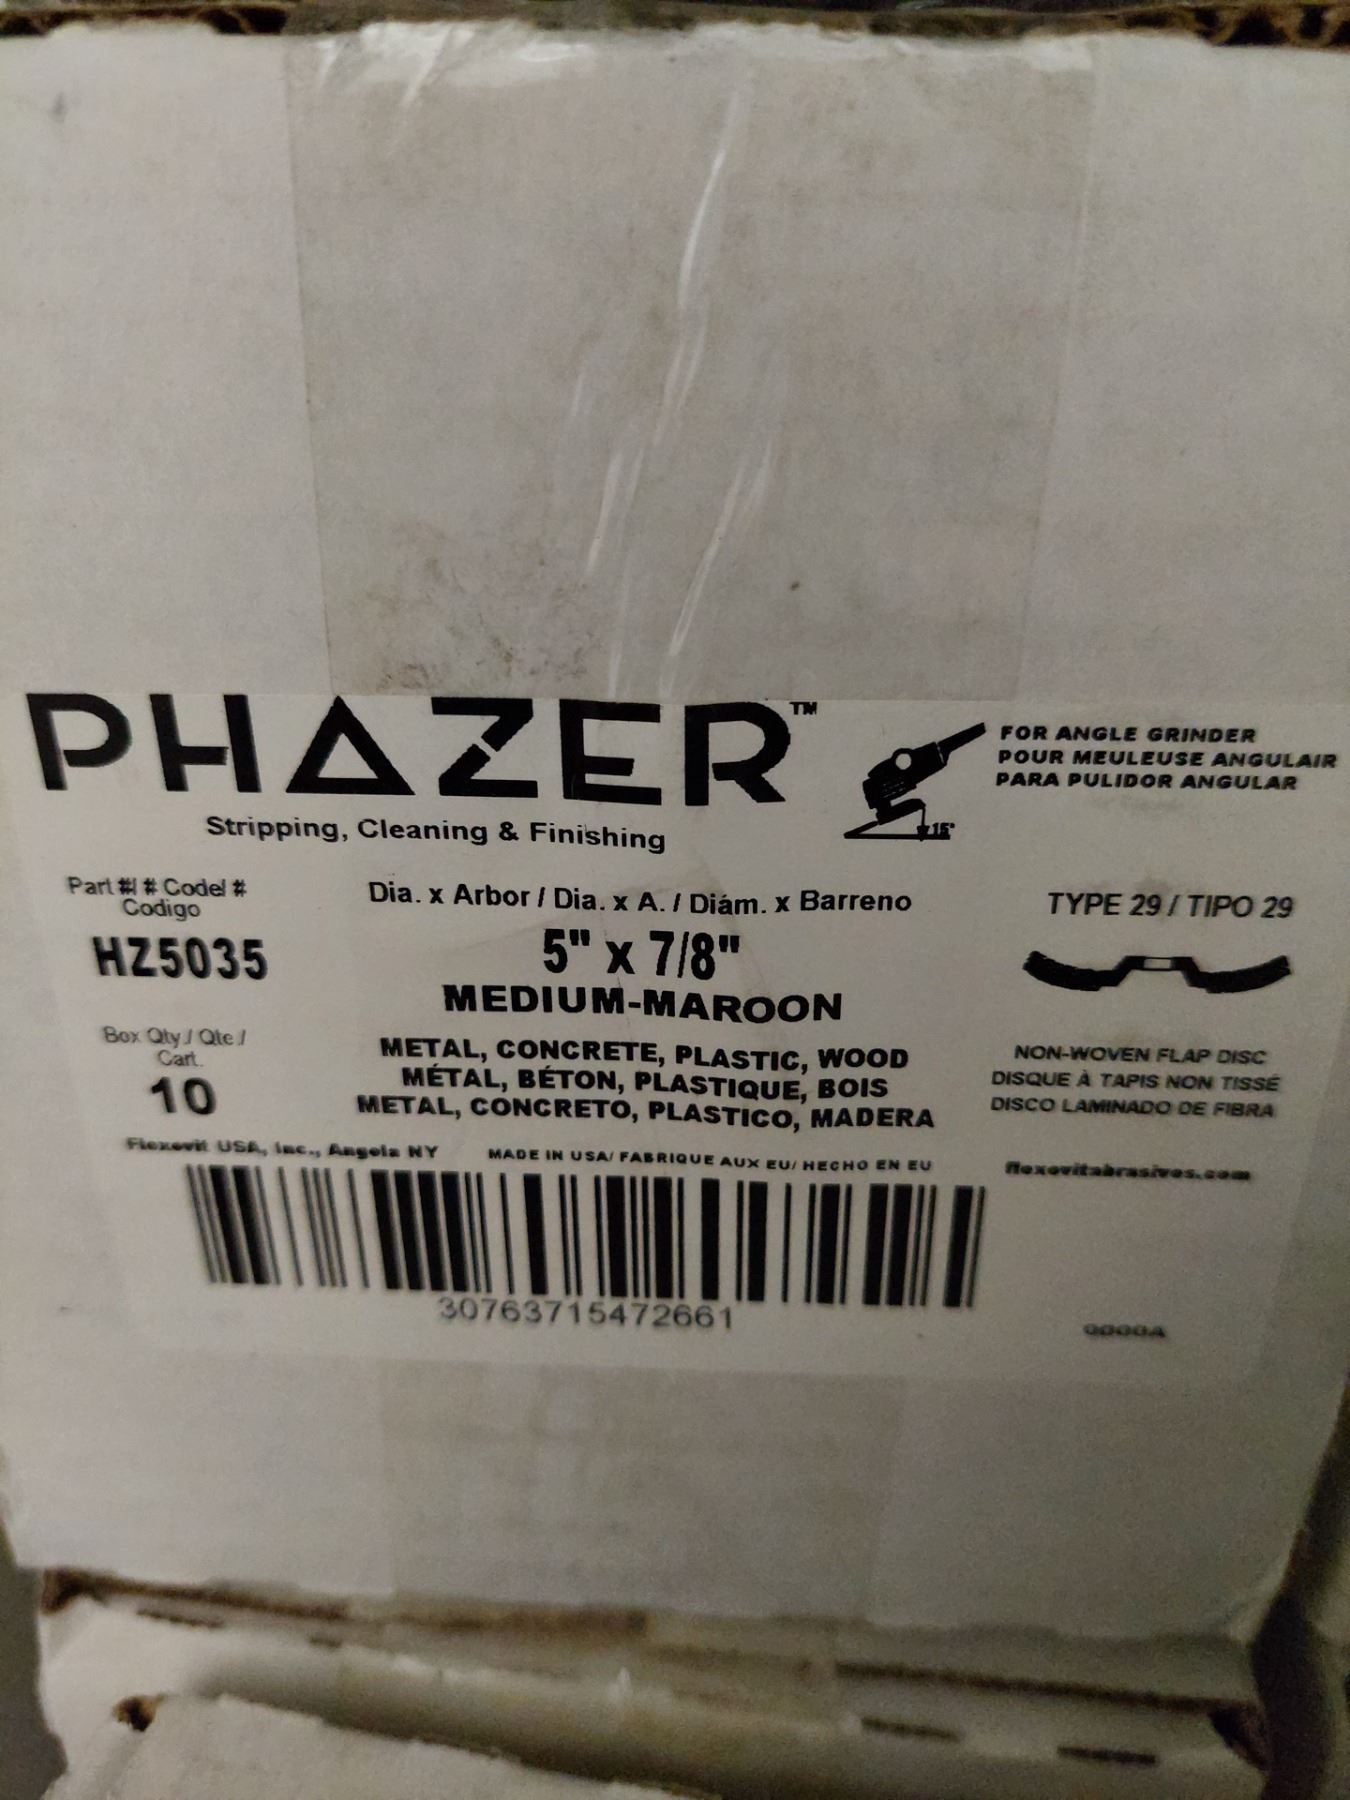 PHAZER™
Stripping, Cleaning & Finishing
15°
FOR ANGLE GRINDER
POUR MEULEUSE ANGULAIR
PARA PULIDOR ANGULAR
Part #/ # Code/ #
Codigo
HZ5035
Dia. x Arbor / Dia. x A. / Diám. x Barreno
5" x 7/8"
MEDIUM-MAROON
TYPE 29 / TIPO 29
Box Qty./ Qte./
Cart.
10
METAL, CONCRETE, PLASTIC, WOOD
MÉTAL, BÉTON, PLASTIQUE, BOIS
METAL, CONCRETO, PLASTICO, MADERA
NON-WOVEN FLAP DISC
DISQUE À TAPIS NON TISSÉ
DISCO LAMINADO DE FIBRA
Flexovit USA, Inc., Angola NY
MADE IN USA/ FABRIQUE AUX EU/ HECHO EN EU
flexovitabrasives.com
30763715472661
0000A